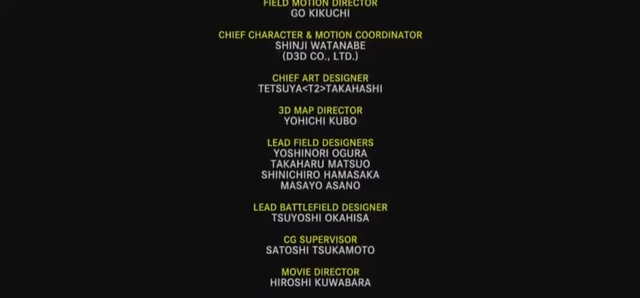 FIELD MOTION DIRECTOR
GO KIKUCHI
CHIEF CHARACTER & MOTION COORDINATOR
SHINJI WATANABE
(D3D CO., LTD.)
CHIEF ART DESIGNER
TETSUYA<T2>TAKAHASHI
3D MAP DIRECTOR
YOHICHI KUBO
LEAD FIELD DESIGNERS
YOSHINORI OGURA
TAKAHARU MATSUO
SHINICHIRO HAMASAKA
MASAYO ASANO
LEAD BATTLEFIELD DESIGNER
TSUYOSHI OKAHISA
CG SUPERVISOR
SATOSHI TSUKAMOTO
MOVIE DIRECTOR
HIROSHI KUWABARA